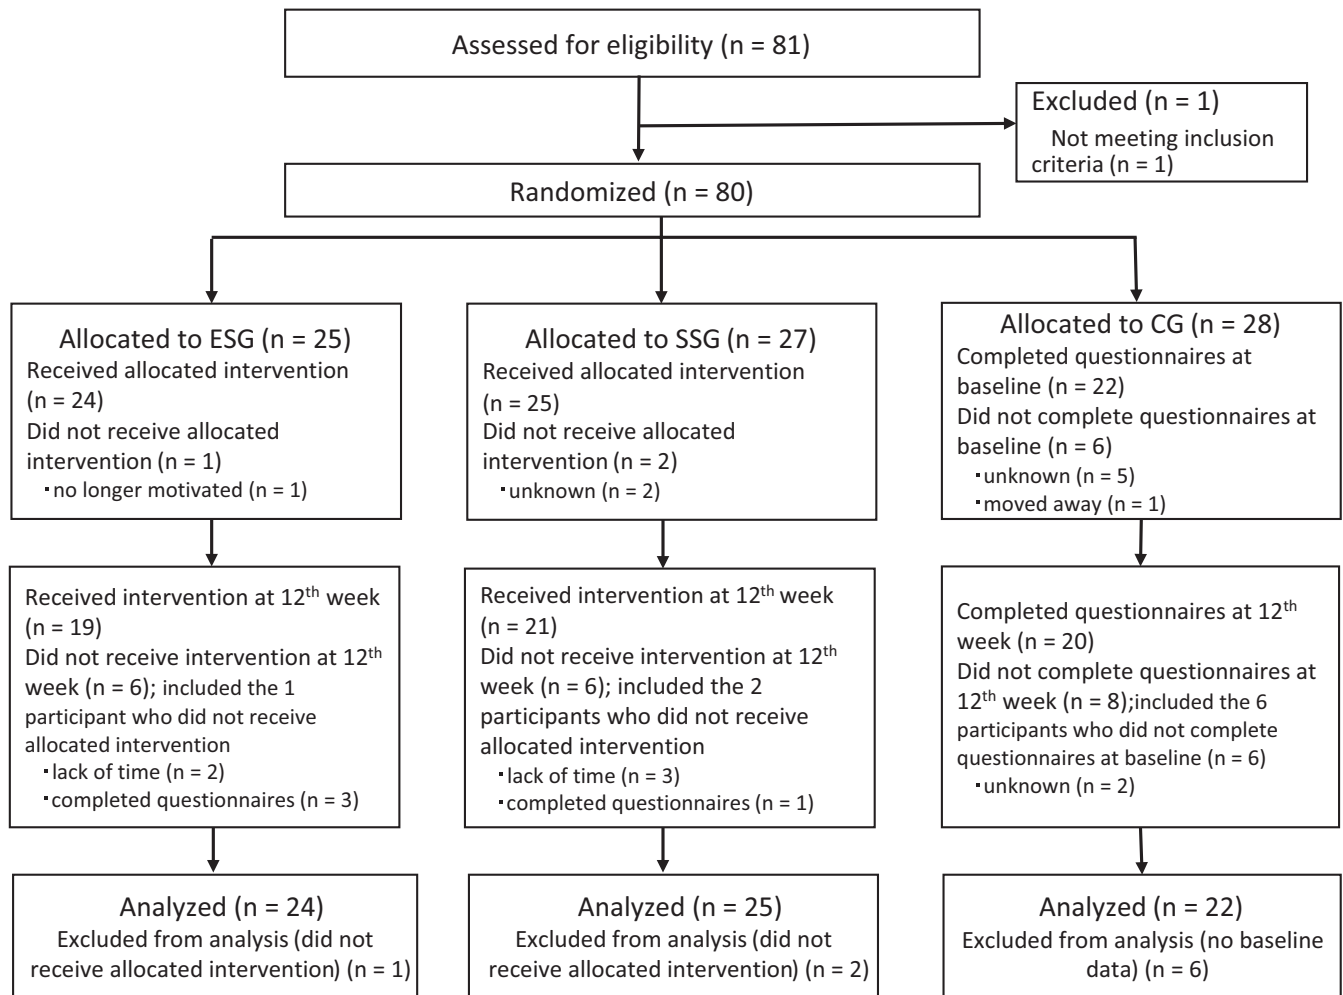 Assessed for eligibility (n = 81)
Excluded (n = 1)
Not meeting inclusion
criteria (n = 1)
Randomized (n = 80)
Allocated to ESG (n = 25)
Received allocated intervention
(n = 24)
Did not receive allocated
intervention (n = 1)
・no longer motivated (n = 1)
Allocated to SSG (n = 27)
Received allocated intervention
(n = 25)
Did not receive allocated
intervention (n = 2)
・unknown (n = 2)
Allocated to CG (n = 28)
Completed questionnaires at
baseline (n = 22)
Did not complete questionnaires at
baseline (n = 6)
・unknown (n = 5)
・moved away (n = 1)
Received intervention at 12th week
(n = 19)
Did not receive intervention at 12th
week (n = 6); included the 1
participant who did not receive
allocated intervention
・lack of time (n = 2)
・completed questionnaires (n = 3)
Received intervention at 12th week
(n = 21)
Did not receive intervention at 12th
week (n = 6); included the 2
participants who did not receive
allocated intervention
・lack of time (n = 3)
・completed questionnaires (n = 1)
Completed questionnaires at 12th
week (n = 20)
Did not complete questionnaires at
12th week (n = 8);included the 6
participants who did not complete
questionnaires at baseline (n = 6)
・unknown (n = 2)
Analyzed (n = 24)
Excluded from analysis (did not
receive allocated intervention) (n = 1)
Analyzed (n = 25)
Excluded from analysis (did not
receive allocated intervention) (n = 2)
Analyzed (n = 22)
Excluded from analysis (no baseline
data) (n = 6)